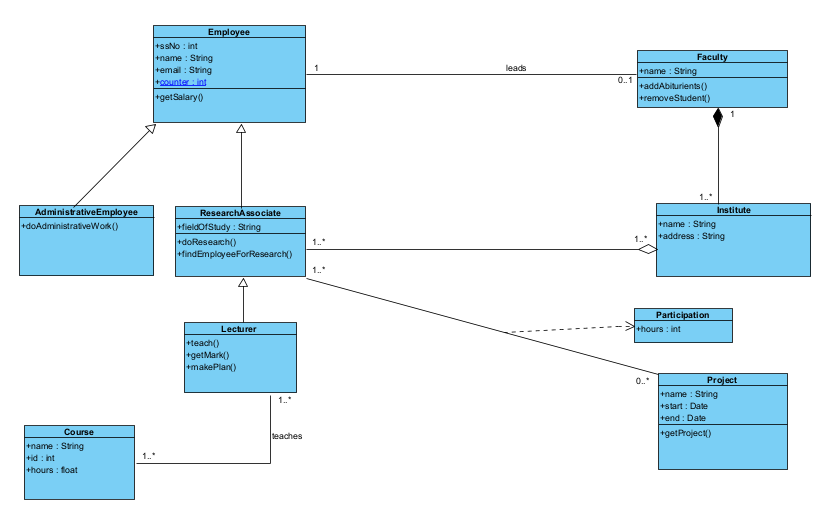 Employee
+ssNo : int
+name : String
+email : String
+counter : int
+getSalary()
1
leads
0..1
Faculty
+name : String
+addAbiturients()
+removeStudent()
1
1..*
AdministrativeEmployee
+doAdministrativeWork()
ResearchAssociate
+fieldOfStudy : String
+doResearch()
+findEmployeeForResearch()
1..*
1..*
Institute
+name : String
+address : String
1..*
Participation
+hours : int
Lecturer
+teach()
+getMark()
+makePlan()
0..*
Project
+name : String
+start : Date
+end : Date
+getProject()
1..*
teaches
1..*
Course
+name : String
+id : int
+hours : float